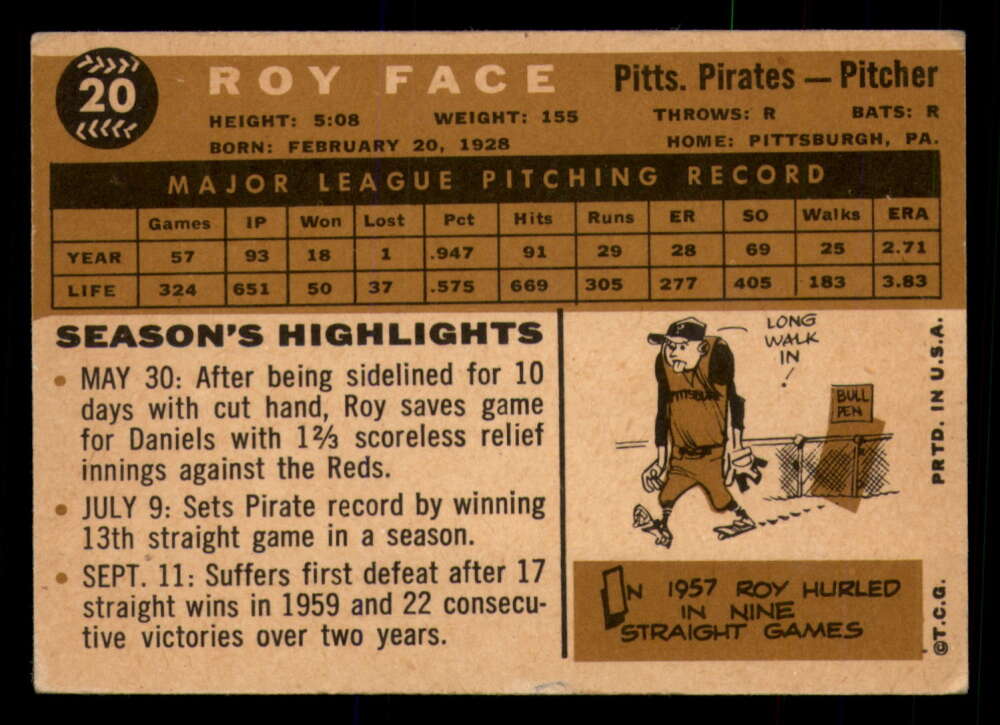 20
ROY FACE
Pitts. Pirates — Pitcher
HEIGHT: 5:08 WEIGHT: 155 THROWS: R BATS: R
BORN: FEBRUARY 20, 1928 HOME: PITTSBURGH, PA.
MAJOR LEAGUE PITCHING RECORD
Games IP Won Lost Pct Hits Runs ER SO Walks ERA
YEAR 57 93 18 1 .947 91 29 28 69 25 2.71
LIFE 324 651 50 37 .575 669 305 277 405 183 3.83
SEASON'S HIGHLIGHTS
• MAY 30: After being sidelined for 10
days with cut hand, Roy saves game
for Daniels with 1⅔ scoreless relief
innings against the Reds.
• JULY 9: Sets Pirate record by winning
13th straight game in a season.
• SEPT. 11: Suffers first defeat after 17
straight wins in 1959 and 22 consecu-
tive victories over two years.
LONG
WALK
IN
!
BULL
PEN
P
PITTSBURG
IN 1957 ROY HURLED
IN NINE
STRAIGHT GAMES
PRTD. IN U.S.A.
©T.C.G.